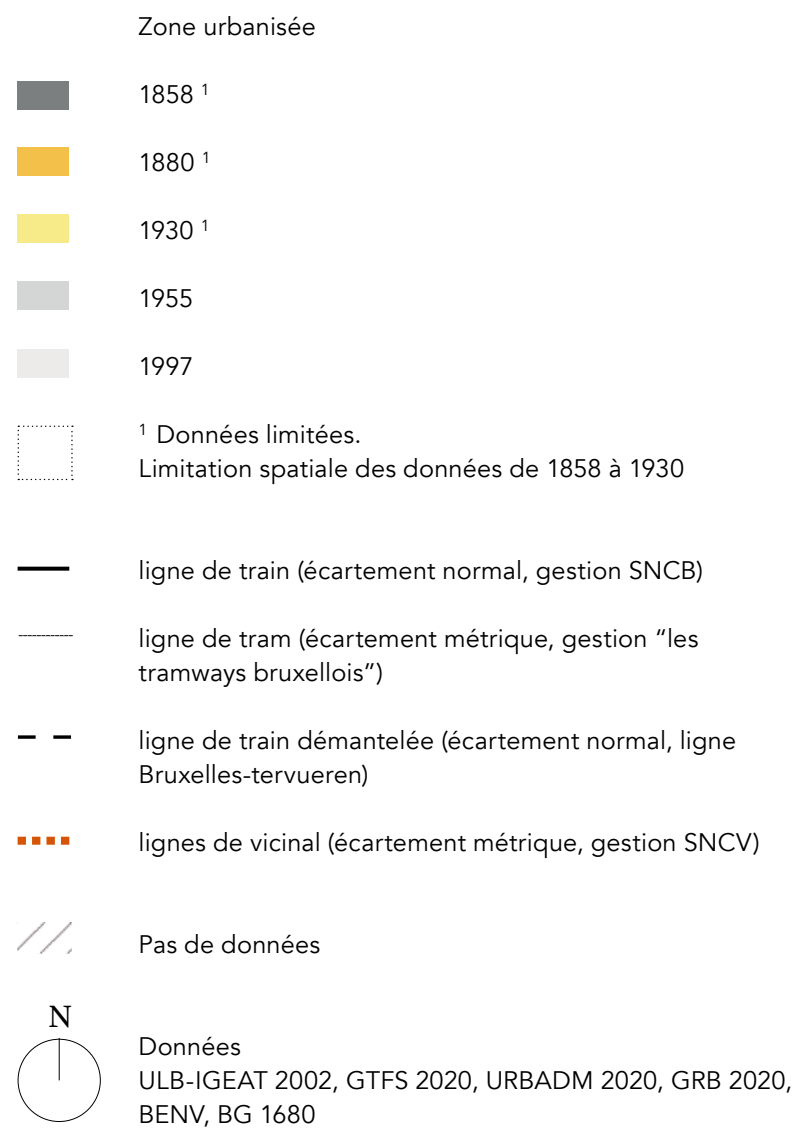 Zone urbanisée
1858 ¹
1880 ¹
1930 ¹
1955
1997
¹ Données limitées.
Limitation spatiale des données de 1858 à 1930
ligne de train (écartement normal, gestion SNCB)
ligne de tram (écartement métrique, gestion “les
tramways bruxellois”)
ligne de train démantelée (écartement normal, ligne
Bruxelles-tervueren)
lignes de vicinal (écartement métrique, gestion SNCV)
Pas de données
N
Données
ULB-IGEAT 2002, GTFS 2020, URBADM 2020, GRB 2020,
BENV, BG 1680